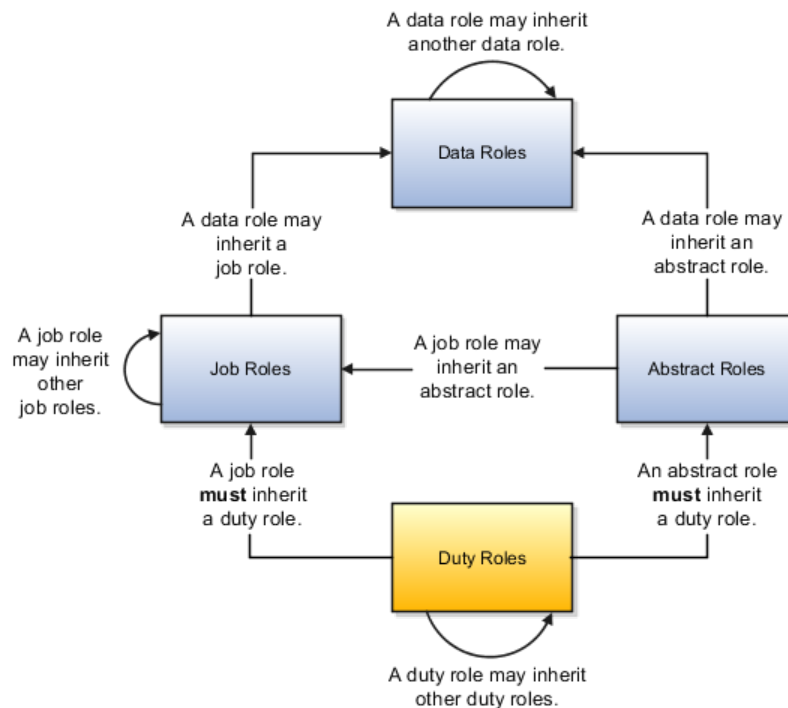 A data role may inherit
another data role.
Data Roles
A data role may
inherit a
job role.
A data role may
inherit an
abstract role.
A job role
may inherit
other
job roles.
Job Roles
A job role may
inherit an
abstract role.
Abstract Roles
A job role
must inherit
a duty role.
An abstract role
must inherit
a duty role.
Duty Roles
A duty role may inherit
other duty roles.